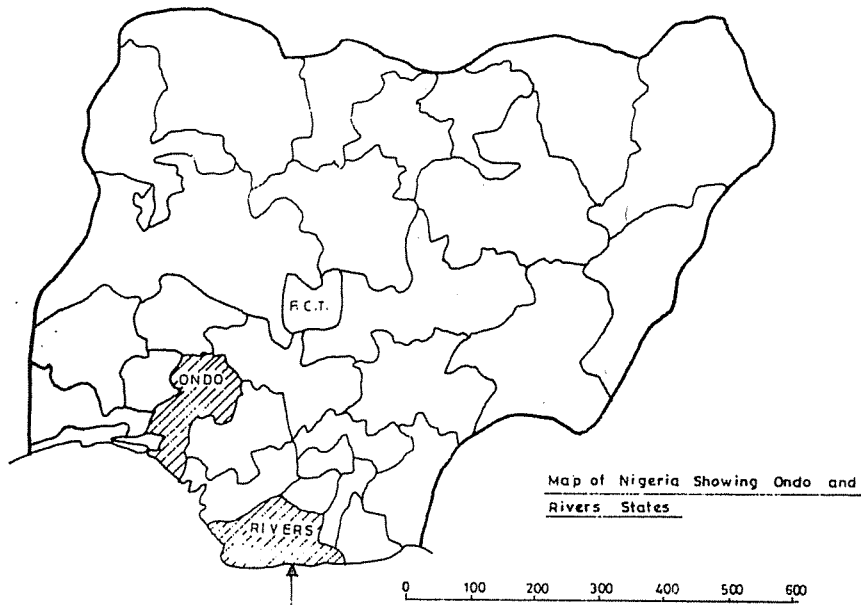 F.C.T.
ONDO
RIVERS
Map of Nigeria Showing Ondo and
Rivers States
0 100 200 300 400 500 600